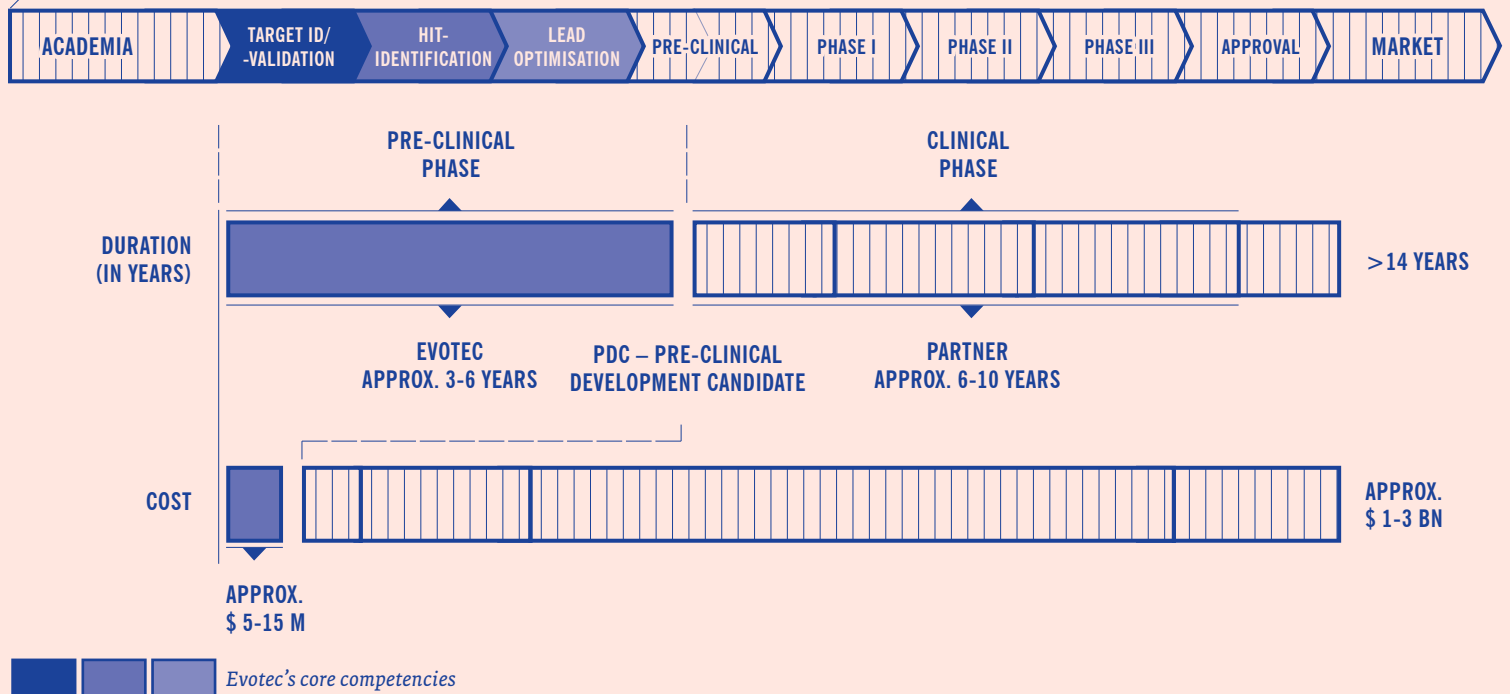 ACADEMIA
TARGET ID/
-VALIDATION
HIT-
IDENTIFICATION
LEAD
OPTIMISATION
PRE-CLINICAL
PHASE I
PHASE II
PHASE III
APPROVAL
MARKET
PRE-CLINICAL
PHASE
CLINICAL
PHASE
DURATION
(IN YEARS)
>14 YEARS
EVOTEC
APPROX. 3-6 YEARS
PDC – PRE-CLINICAL
DEVELOPMENT CANDIDATE
PARTNER
APPROX. 6-10 YEARS
COST
APPROX.
$ 1-3 BN
APPROX.
$ 5-15 M
Evotec’s core competencies